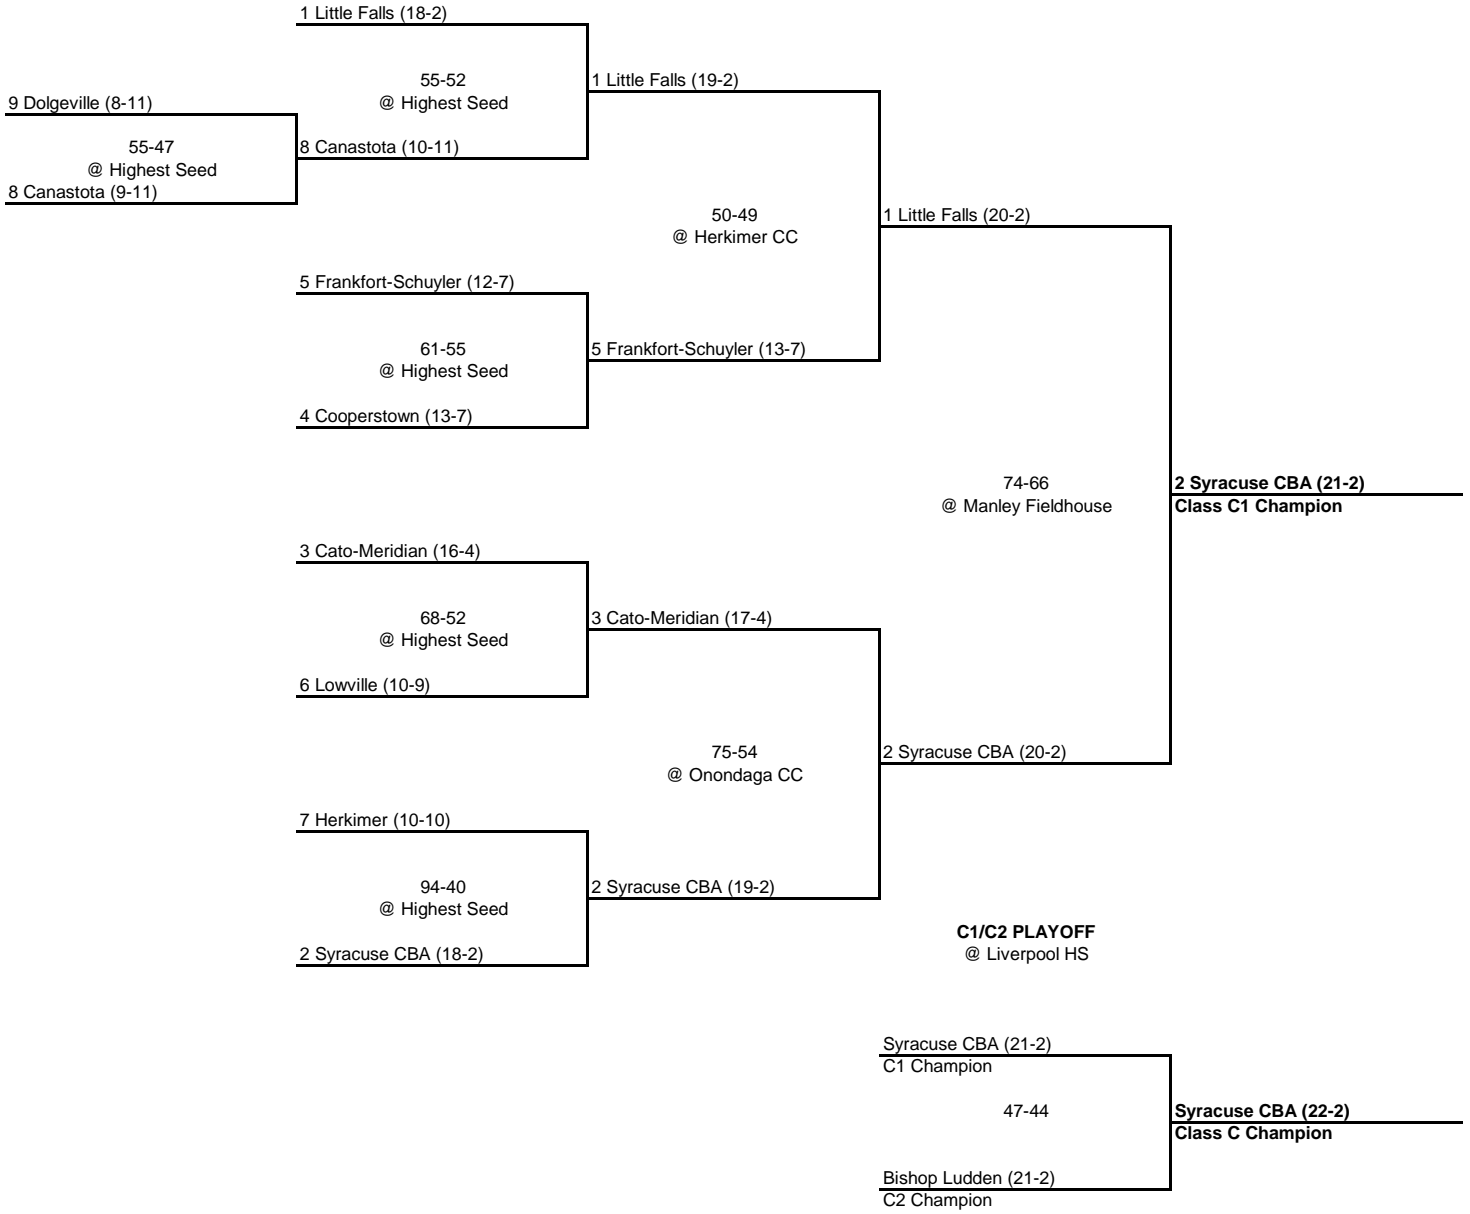 1 Little Falls (18-2)
55-52
@ Highest Seed
1 Little Falls (19-2)
9 Dolgeville (8-11)
55-47
@ Highest Seed
8 Canastota (10-11)
8 Canastota (9-11)
50-49
@ Herkimer CC
1 Little Falls (20-2)
5 Frankfort-Schuyler (12-7)
61-55
@ Highest Seed
5 Frankfort-Schuyler (13-7)
4 Cooperstown (13-7)
74-66
@ Manley Fieldhouse
2 Syracuse CBA (21-2)
Class C1 Champion
3 Cato-Meridian (16-4)
68-52
@ Highest Seed
3 Cato-Meridian (17-4)
6 Lowville (10-9)
75-54
@ Onondaga CC
2 Syracuse CBA (20-2)
7 Herkimer (10-10)
94-40
@ Highest Seed
2 Syracuse CBA (19-2)
2 Syracuse CBA (18-2)
C1/C2 PLAYOFF
@ Liverpool HS
Syracuse CBA (21-2)
C1 Champion
47-44
Syracuse CBA (22-2)
Class C Champion
Bishop Ludden (21-2)
C2 Champion